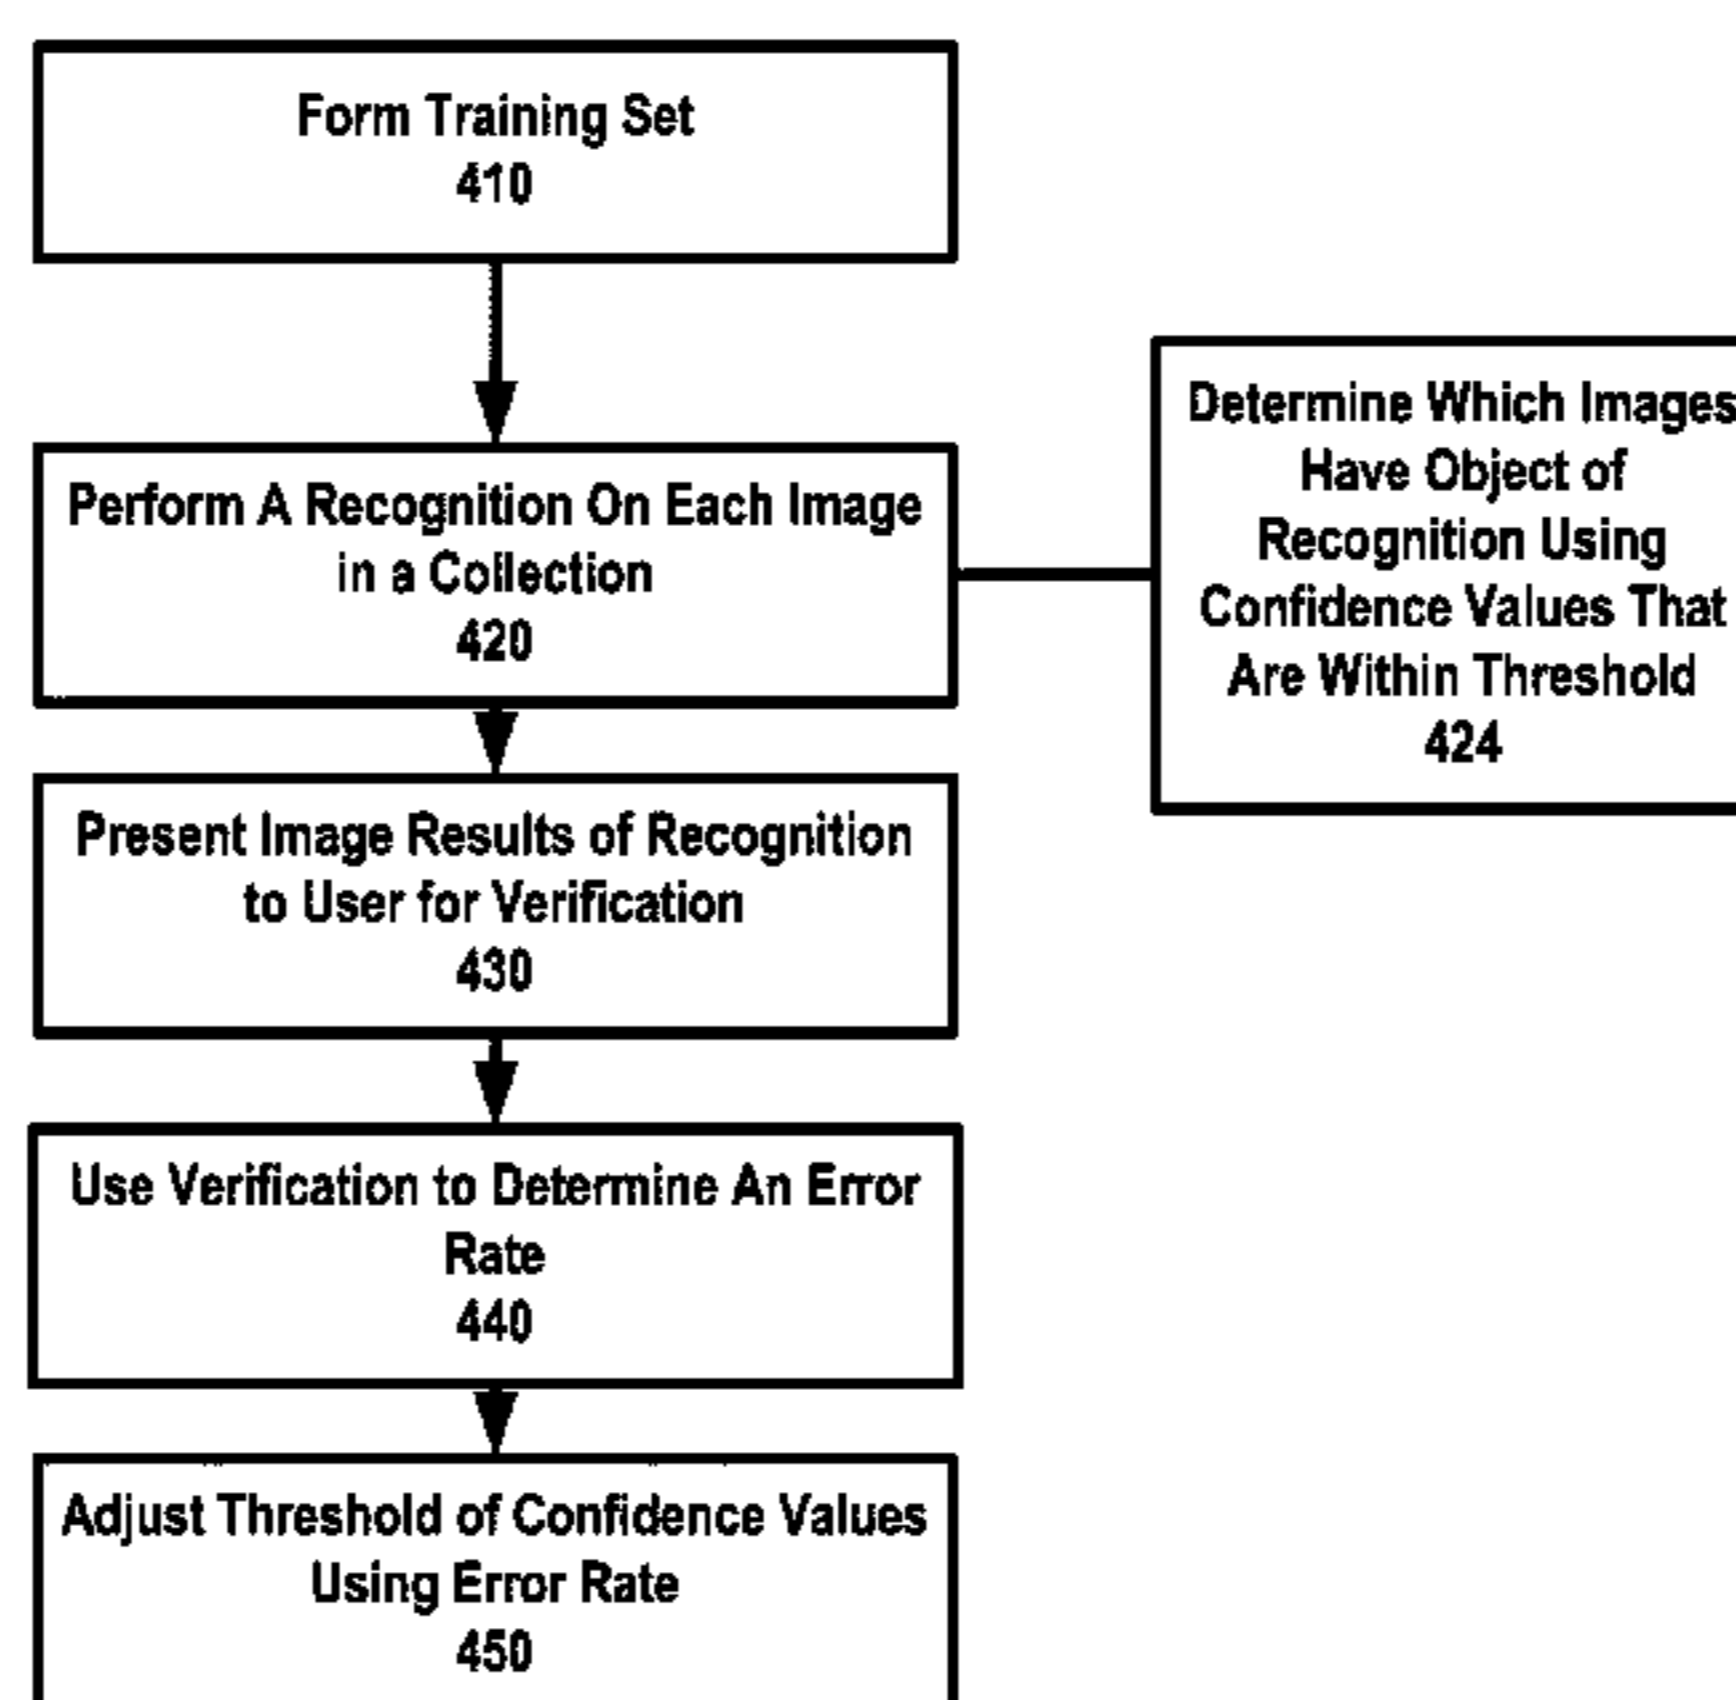 Form Training Set
410
Perform A Recognition On Each Image
in a Collection
420
Determine Which Images
Have Object of
Recognition Using
Confidence Values That
Are Within Threshold
424
Present Image Results of Recognition
to User for Verification
430
Use Verification to Determine An Error
Rate
440
Adjust Threshold of Confidence Values
Using Error Rate
450